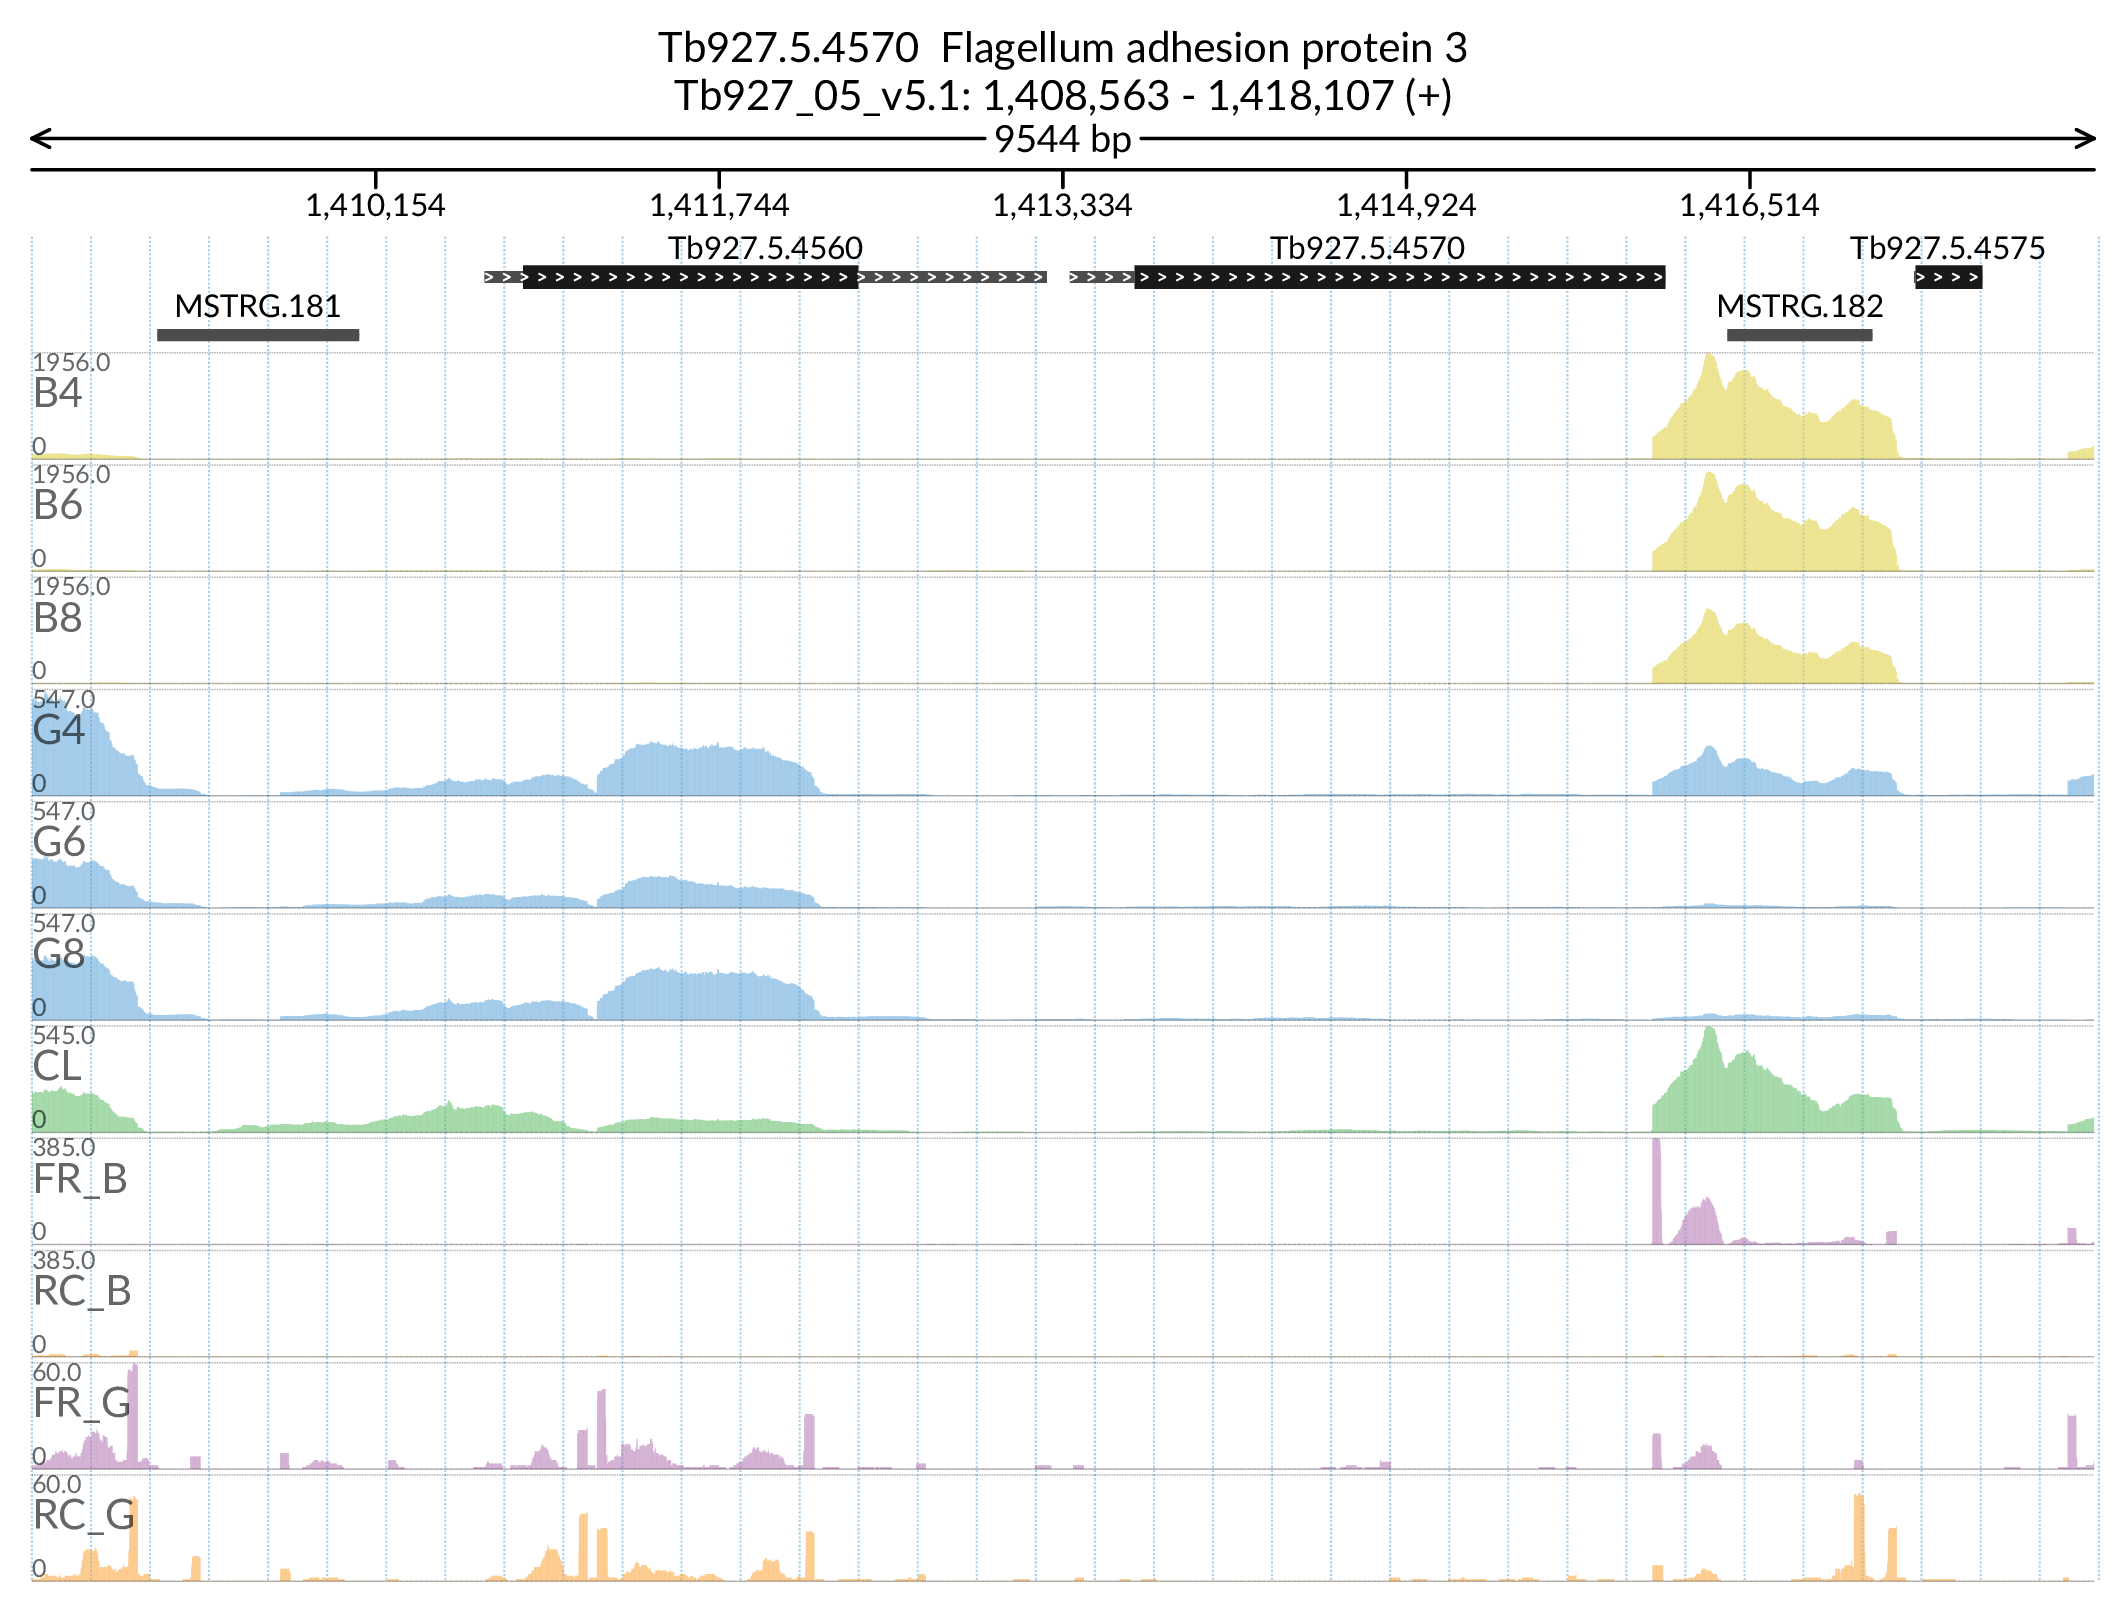 Tb927.5.4570  Flagellum adhesion protein 3
Tb927_05_v5.1: 1,408,563 - 1,418,107 (+)
9544 bp
1,410,154 1,411,744 1,413,334 1,414,924 1,416,514
Tb927.5.4560 Tb927.5.4570 Tb927.5.4575
MSTRG.181 MSTRG.182
1956.0
B4
0
1956.0
B6
0
1956.0
B8
0
547.0
G4
0
547.0
G6
0
547.0
G8
0
545.0
CL
0
385.0
FR_B
0
385.0
RC_B
0
60.0
FR_G
0
60.0
RC_G
0